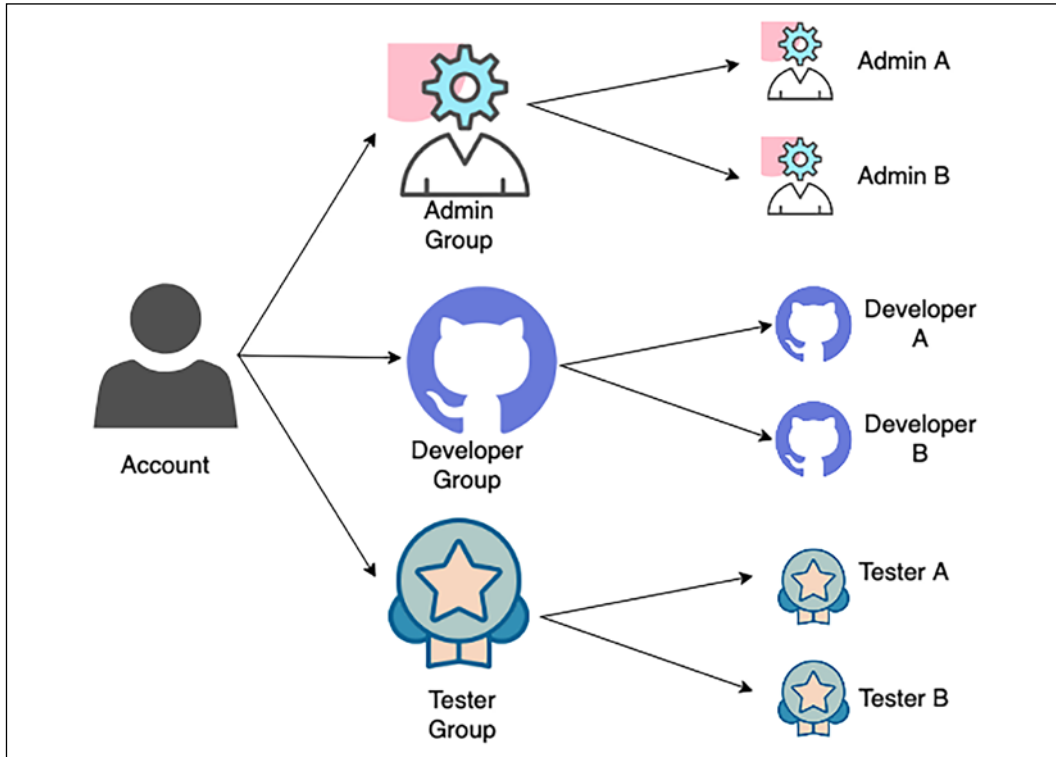 Account
Admin
Group
Developer
Group
Tester
Group
Admin A
Admin B
Developer
A
Developer
B
Tester A
Tester B